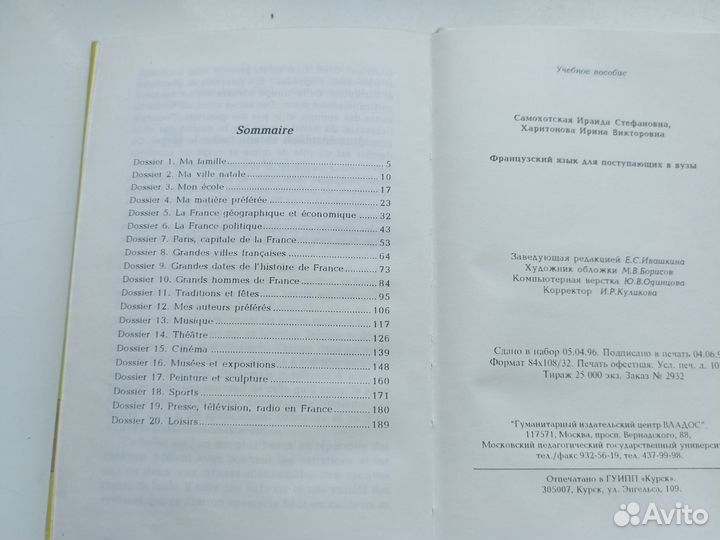 Sommaire
Dossier 1. Ma famille 5
Dossier 2. Ma ville natale 10
Dossier 3. Mon école 17
Dossier 4. Ma matière préférée 23
Dossier 5. La France géographique et économique 32
Dossier 6. La France politique 43
Dossier 7. Paris, capitale de la France 53
Dossier 8. Grandes villes françaises 64
Dossier 9. Grandes dates de l'histoire de France 73
Dossier 10. Grands hommes de France 84
Dossier 11. Traditions et fêtes 95
Dossier 12. Mes auteurs préférés 106
Dossier 13. Musique 117
Dossier 14. Théâtre 126
Dossier 15. Cinéma 139
Dossier 16. Musées et expositions 148
Dossier 17. Peinture et sculpture 160
Dossier 18. Sports 171
Dossier 19. Presse, télévision, radio en France 180
Dossier 20. Loisirs 189
Учебное пособие
Самохотская Ираида Стефановна,
Харитонова Ирина Викторовна
Французский язык для поступающих в вузы
Заведующая редакцией Е.С.Ивашкина
Художник обложки М.В.Борисов
Компьютерная верстка Ю.В.Одинцова
Корректор И.Р.Куликова
Сдано в набор 05.04.96. Подписано в печать 04.06.9
Формат 84x108/32. Печать офестная. Усл. печ. л. 10
Тираж 25 000 экз. Заказ № 2932
"Гуманитарный издательский центр ВЛАДОС".
117571, Москва, просп. Вернадского, 88,
Московский педагогический государственный универси
тел./факс 932-56-19, тел. 437-99-98.
Отпечатано в ГУИПП «Курск».
305007, Курск, ул. Энгельса, 109.
Avito